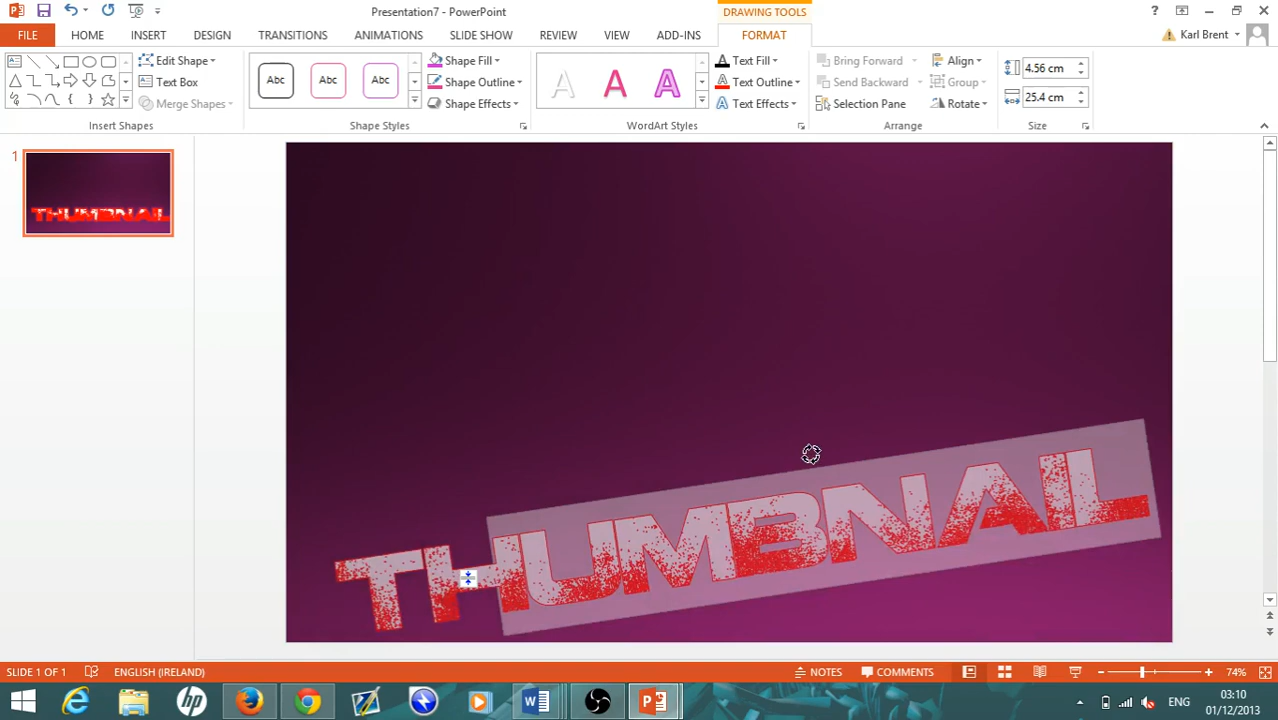 Presentation7 - PowerPoint
DRAWING TOOLS
Karl Brent
FILE HOME INSERT DESIGN TRANSITIONS ANIMATIONS SLIDE SHOW REVIEW VIEW ADD-INS FORMAT
Edit Shape
Text Box
Merge Shapes
Insert Shapes
Abc Abc Abc
Shape Fill
Shape Outline
Shape Effects
Shape Styles
A A A
Text Fill
Text Outline
Text Effects
WordArt Styles
Bring Forward
Send Backward
Selection Pane
Align
Group
Rotate
Arrange
4.56 cm
25.4 cm
Size
1
THUMBNAIL
THUMBNAIL
SLIDE 1 OF 1 ENGLISH (IRELAND) NOTES COMMENTS 74%
ENG
03:10
01/12/2013